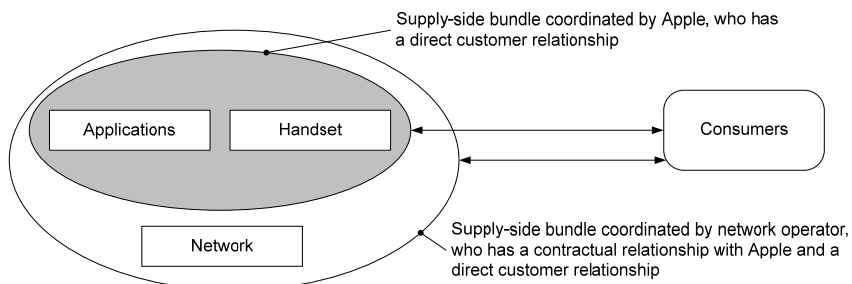 Supply-side bundle coordinated by Apple, who has
a direct customer relationship
Applications
Handset
Consumers
Network
Supply-side bundle coordinated by network operator,
who has a contractual relationship with Apple and a
direct customer relationship